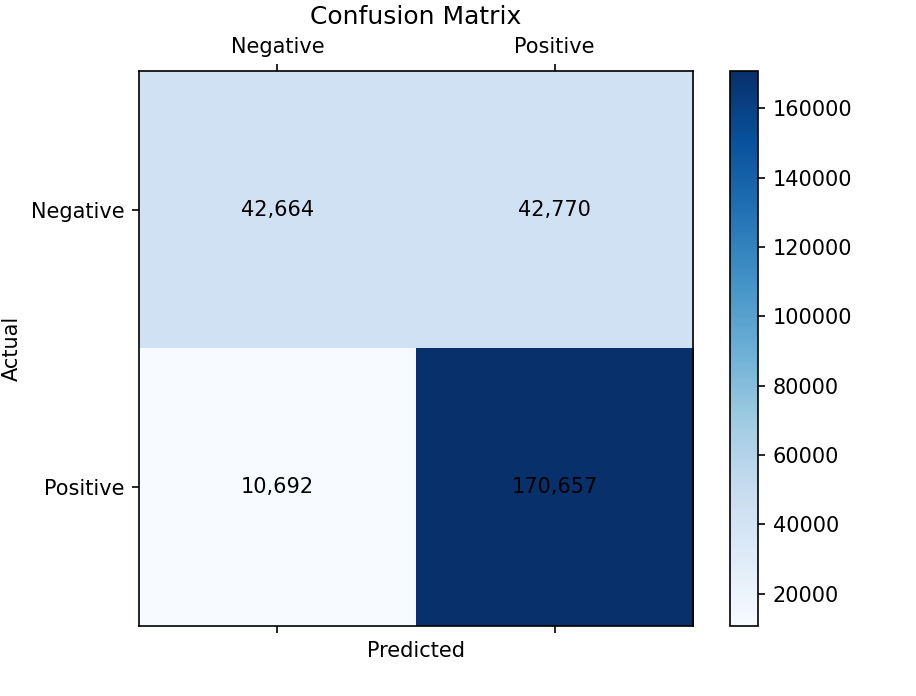 Confusion Matrix
Negative Positive
160000
140000
Negative 42,664 42,770
120000
100000
Actual
80000
60000
Positive 10,692 170,657
40000
20000
Predicted